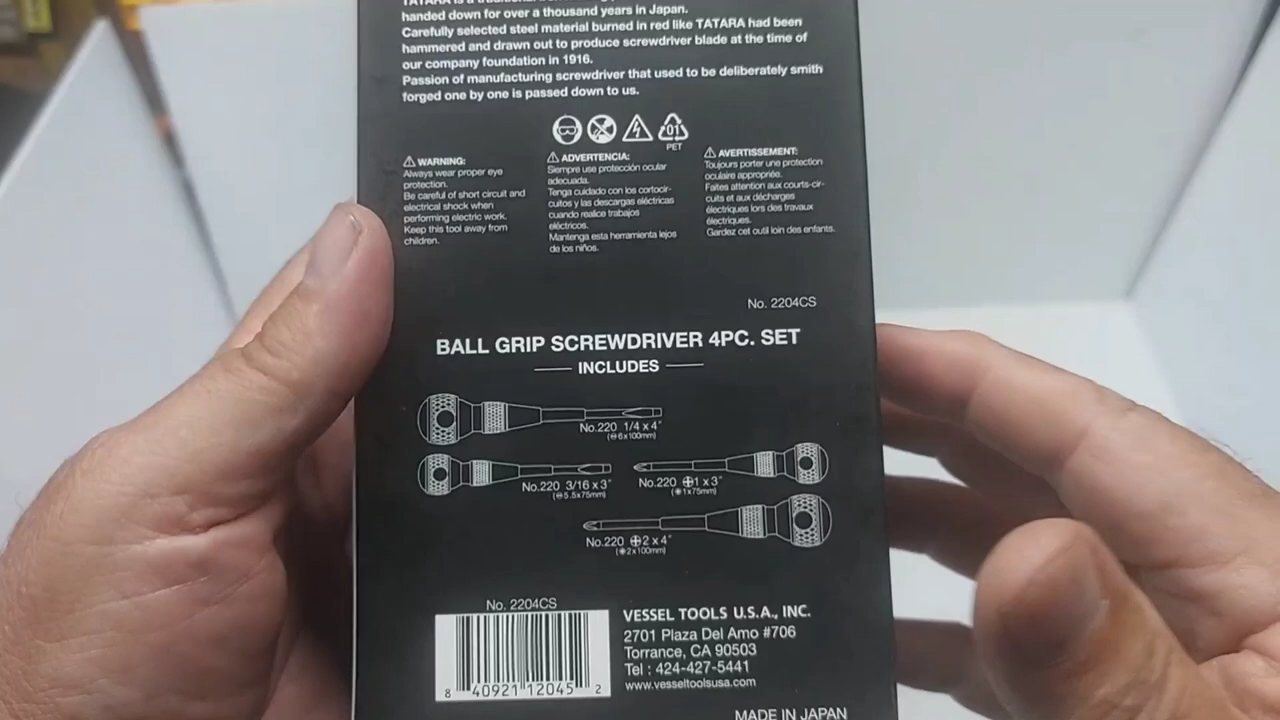 TATARA is a
handed down for over a thousand years in Japan.
Carefully selected steel material burned in red like TATARA had been
hammered and drawn out to produce screwdriver blade at the time of
our company foundation in 1916.
Passion of manufacturing screwdriver that used to be deliberately smith
forged one by one is passed down to us.
01
PET
WARNING:
Always wear proper eye
protection.
Be careful of short circuit and
electrical shock when
performing electric work.
Keep this tool away from
children.
ADVERTENCIA:
Siempre use protección ocular
adecuada.
Tenga cuidado con los cortocir-
cuitos y las descargas eléctricas
cuando realice trabajos
eléctricos.
Mantenga esta herramienta lejos
de los niños.
AVERTISSEMENT:
Toujours porter une protection
oculaire appropriée.
Faites attention aux courts-cir-
cuits et aux décharges
électriques lors des travaux
électriques.
Gardez cet outil loin des enfants.
No. 2204CS
BALL GRIP SCREWDRIVER 4PC. SET
INCLUDES
No.220 1/4 x 4"
(⊖6x100mm)
No.220 3/16 x 3"
(⊖5.5x75mm)
No.220 ⊕1 x 3"
(⊕1x75mm)
No.220 ⊕2 x 4"
(⊕2x100mm)
No. 2204CS
8 40921 12045 2
VESSEL TOOLS U.S.A., INC.
2701 Plaza Del Amo #706
Torrance, CA 90503
Tel : 424-427-5441
www.vesseltoolsusa.com
MADE IN JAPAN